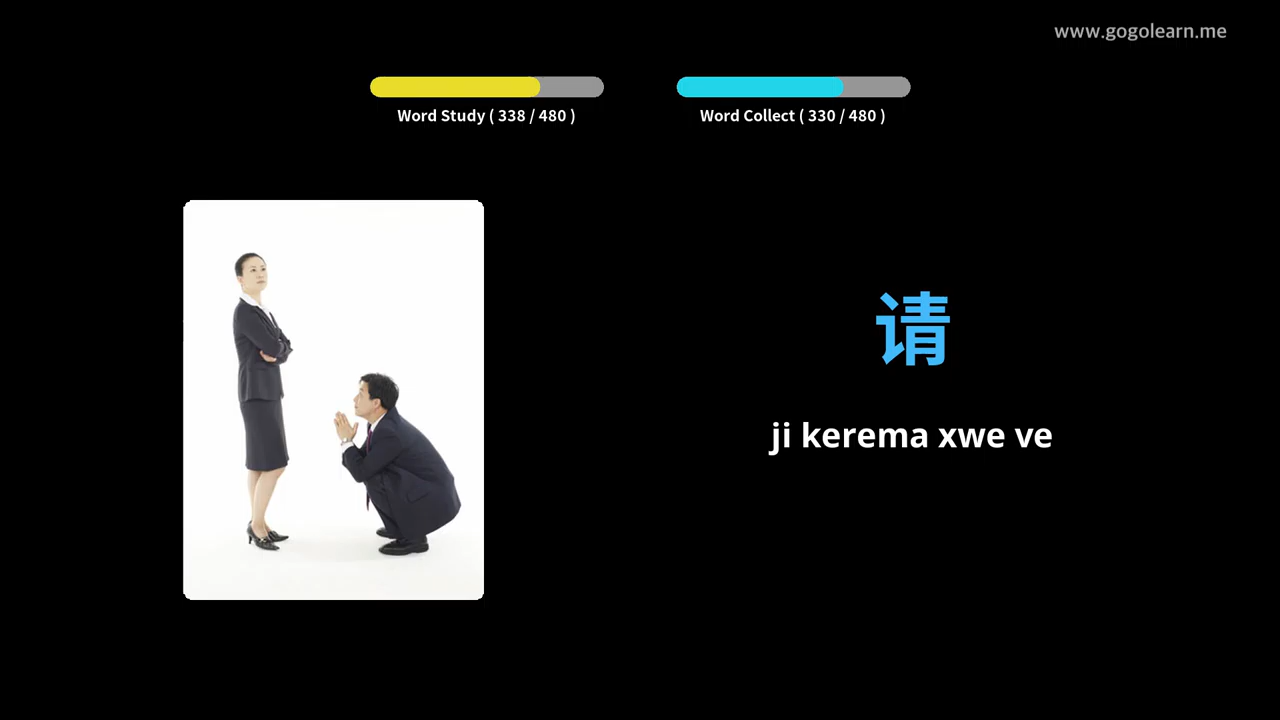 www.gogolearn.me
Word Study ( 338 / 480 )
Word Collect ( 330 / 480 )
请
ji kerema xwe ve